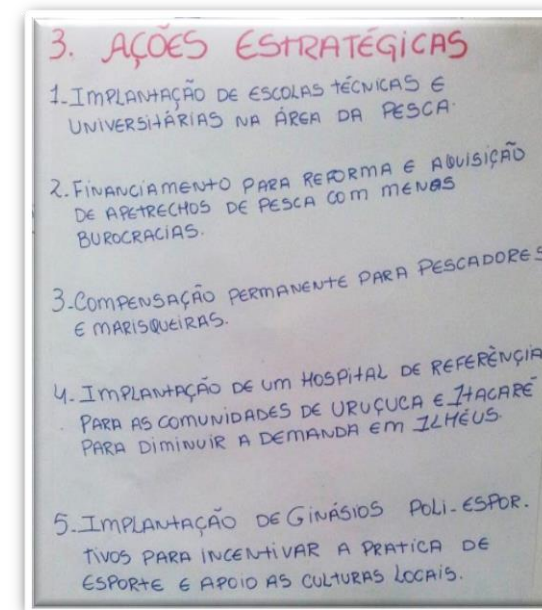 3. AÇÕES ESTRATÉGICAS
1-IMPLANTAÇÃO DE ESCOLAS TÉCNICAS E
UNIVERSITÁRIAS NA ÁREA DA PESCA.
2. FINANCIAMENTO PARA REFORMA E AQUISIÇÃO
DE APETRECHOS DE PESCA COM MENOS
BUROCRACIAS.
3-COMPENSAÇÃO PERMANENTE PARA PESCADORES
E MARISQUEIRAS.
4-IMPLANTAÇÃO DE UM HOSPITAL DE REFERÊNCIA
PARA AS COMUNIDADES DE URUÇUCA E ITACARÉ
PARA DIMINUIR A DEMANDA EM ILHÉUS.
5-IMPLANTAÇÃO DE GINÁSIOS POLI-ESPOR-
TIVOS PARA INCENTIVAR A PRATICA DE
ESPORTE E APOIO AS CULTURAS LOCAIS.